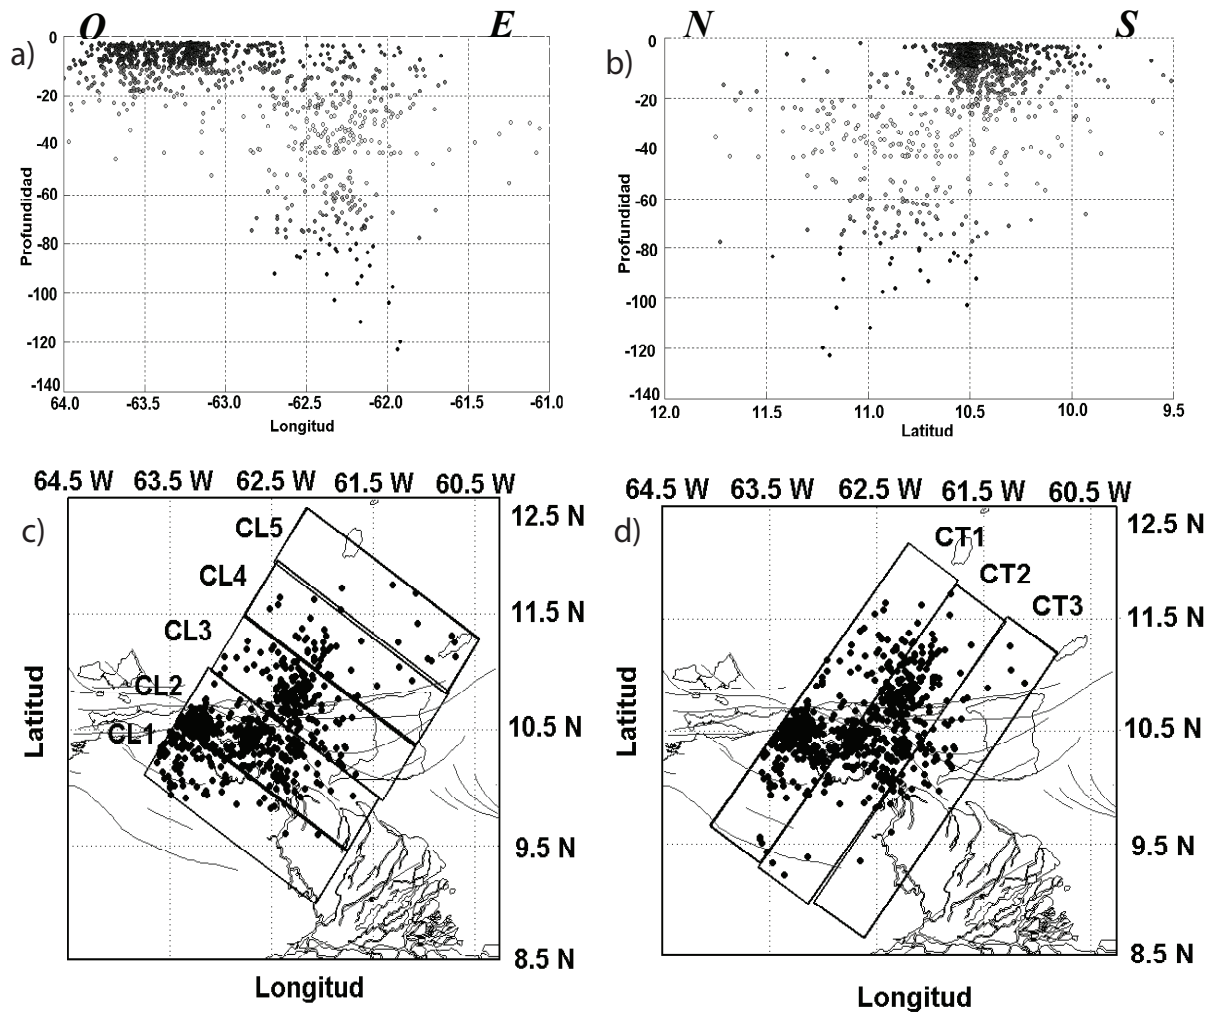 O E
a)
0
-20
-40
-60
-80
-100
-120
-140
Profundidad
64.0 -63.5 -63.0 -62.5 -62.0 -61.5 -61.0
Longitud
N S
b)
0
-20
-40
-60
-80
-100
-120
-140
Profundidad
12.0 11.5 11.0 10.5 10.0 9.5
Latitud
64.5 W 63.5 W 62.5 W 61.5 W 60.5 W
c)
CL5
CL4
CL3
CL2
CL1
12.5 N
11.5 N
10.5 N
9.5 N
8.5 N
Latitud
Longitud
64.5 W 63.5 W 62.5 W 61.5 W 60.5 W
d)
CT1
CT2
CT3
12.5 N
11.5 N
10.5 N
9.5 N
8.5 N
Latitud
Longitud